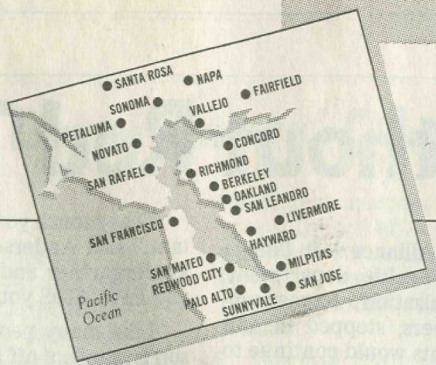 SANTA ROSA
NAPA
SONOMA
FAIRFIELD
PETALUMA
VALLEJO
NOVATO
CONCORD
SAN RAFAEL
RICHMOND
BERKELEY
OAKLAND
SAN LEANDRO
SAN FRANCISCO
LIVERMORE
HAYWARD
SAN MATEO
MILPITAS
REDWOOD CITY
Pacific
Ocean
PALO ALTO
SAN JOSE
SUNNYVALE